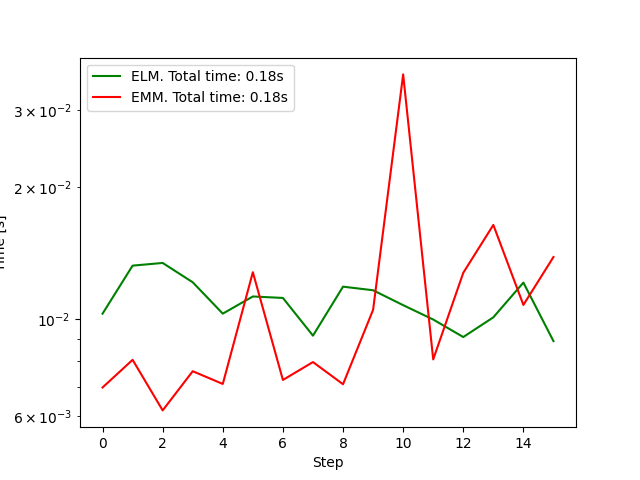 ELM. Total time: 0.18s
EMM. Total time: 0.18s
3 × 10⁻²
2 × 10⁻²
10⁻²
6 × 10⁻³
Time [s]
0 2 4 6 8 10 12 14
Step